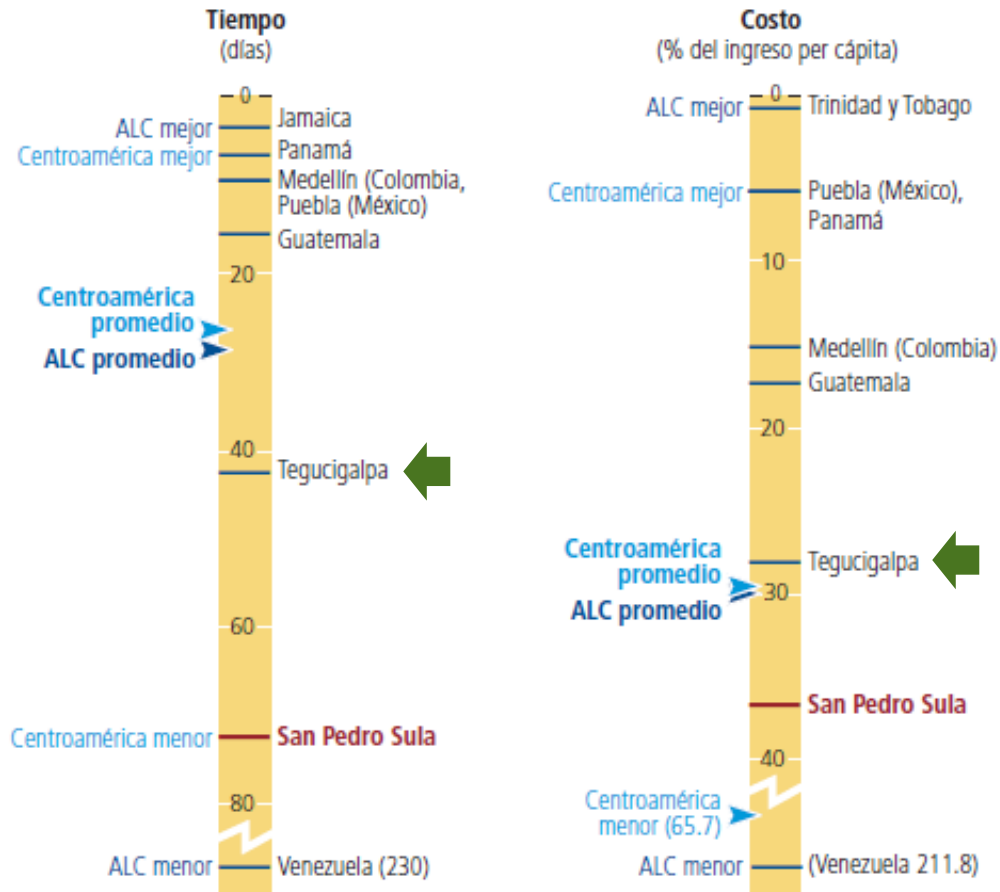 Tiempo
(días)
0
ALC mejor
Jamaica
Centroamérica mejor
Panamá
Medellín (Colombia,
Puebla (México)
Guatemala
20
Centroamérica
promedio
ALC promedio
40
Tegucigalpa
60
Centroamérica menor
San Pedro Sula
80
ALC menor
Venezuela (230)
Costo
(% del ingreso per cápita)
0
ALC mejor
Trinidad y Tobago
Centroamérica mejor
Puebla (México),
Panamá
10
Medellín (Colombia)
Guatemala
20
Centroamérica
promedio
Tegucigalpa
ALC promedio
30
San Pedro Sula
40
Centroamérica
menor (65.7)
ALC menor
(Venezuela 211.8)